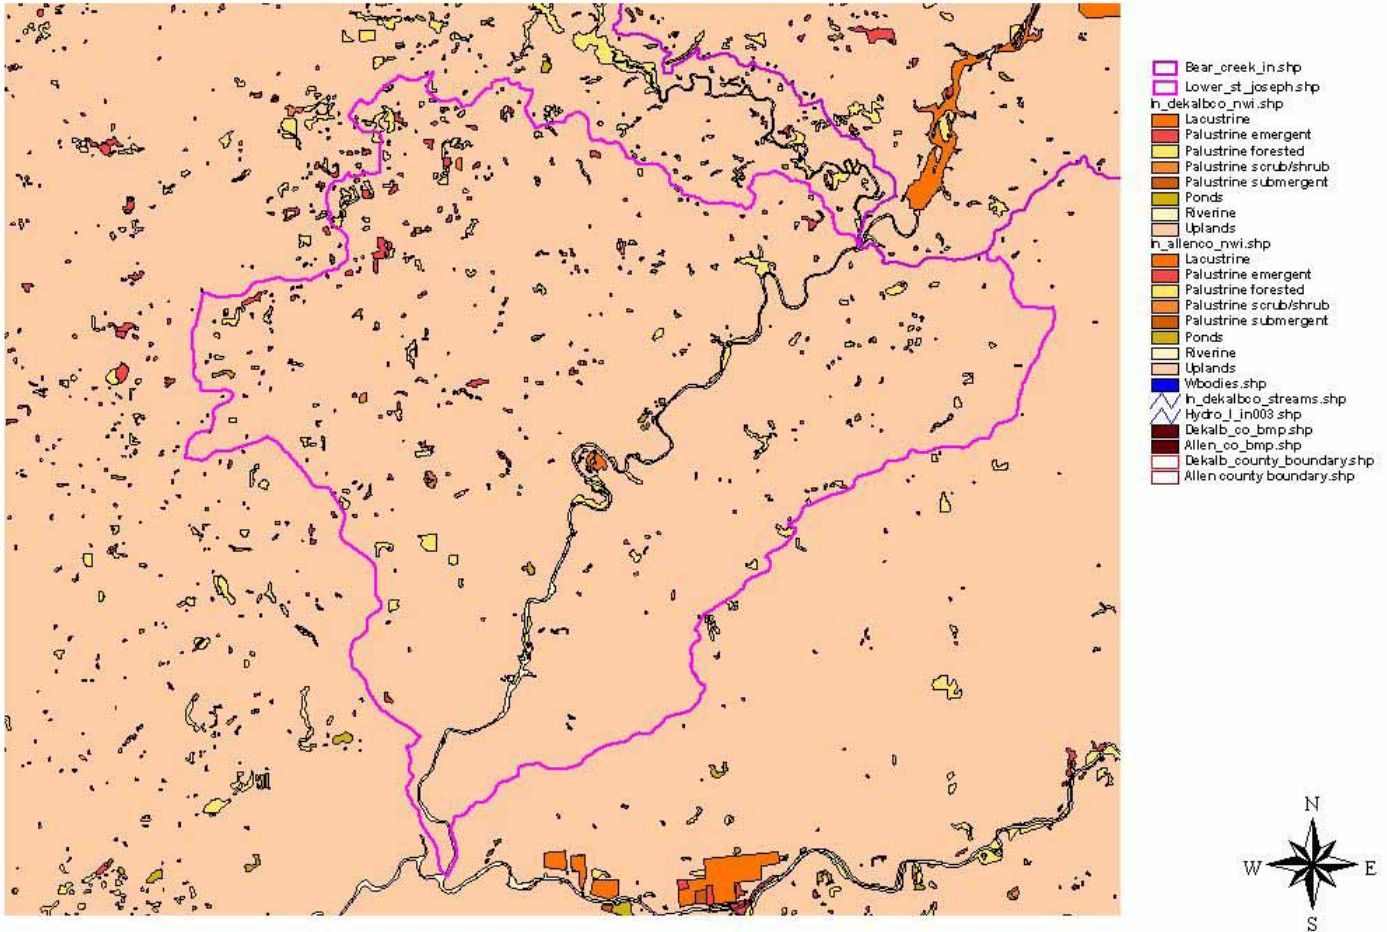 Bear_creek_in.shp
Lower_st_joseph.shp
In_dekalbco_nwi.shp
Lacustrine
Palustrine emergent
Palustrine forested
Palustrine scrub/shrub
Palustrine submergent
Ponds
Riverine
Uplands
In_allenco_nwi.shp
Lacustrine
Palustrine emergent
Palustrine forested
Palustrine scrub/shrub
Palustrine submergent
Ponds
Riverine
Uplands
Wbodies.shp
In_dekalbco_streams.shp
Hydro_l_in003.shp
Dekalb_co_bmp.shp
Allen_co_bmp.shp
Dekalb_county_boundary.shp
Allen county boundary.shp
N
W E
S